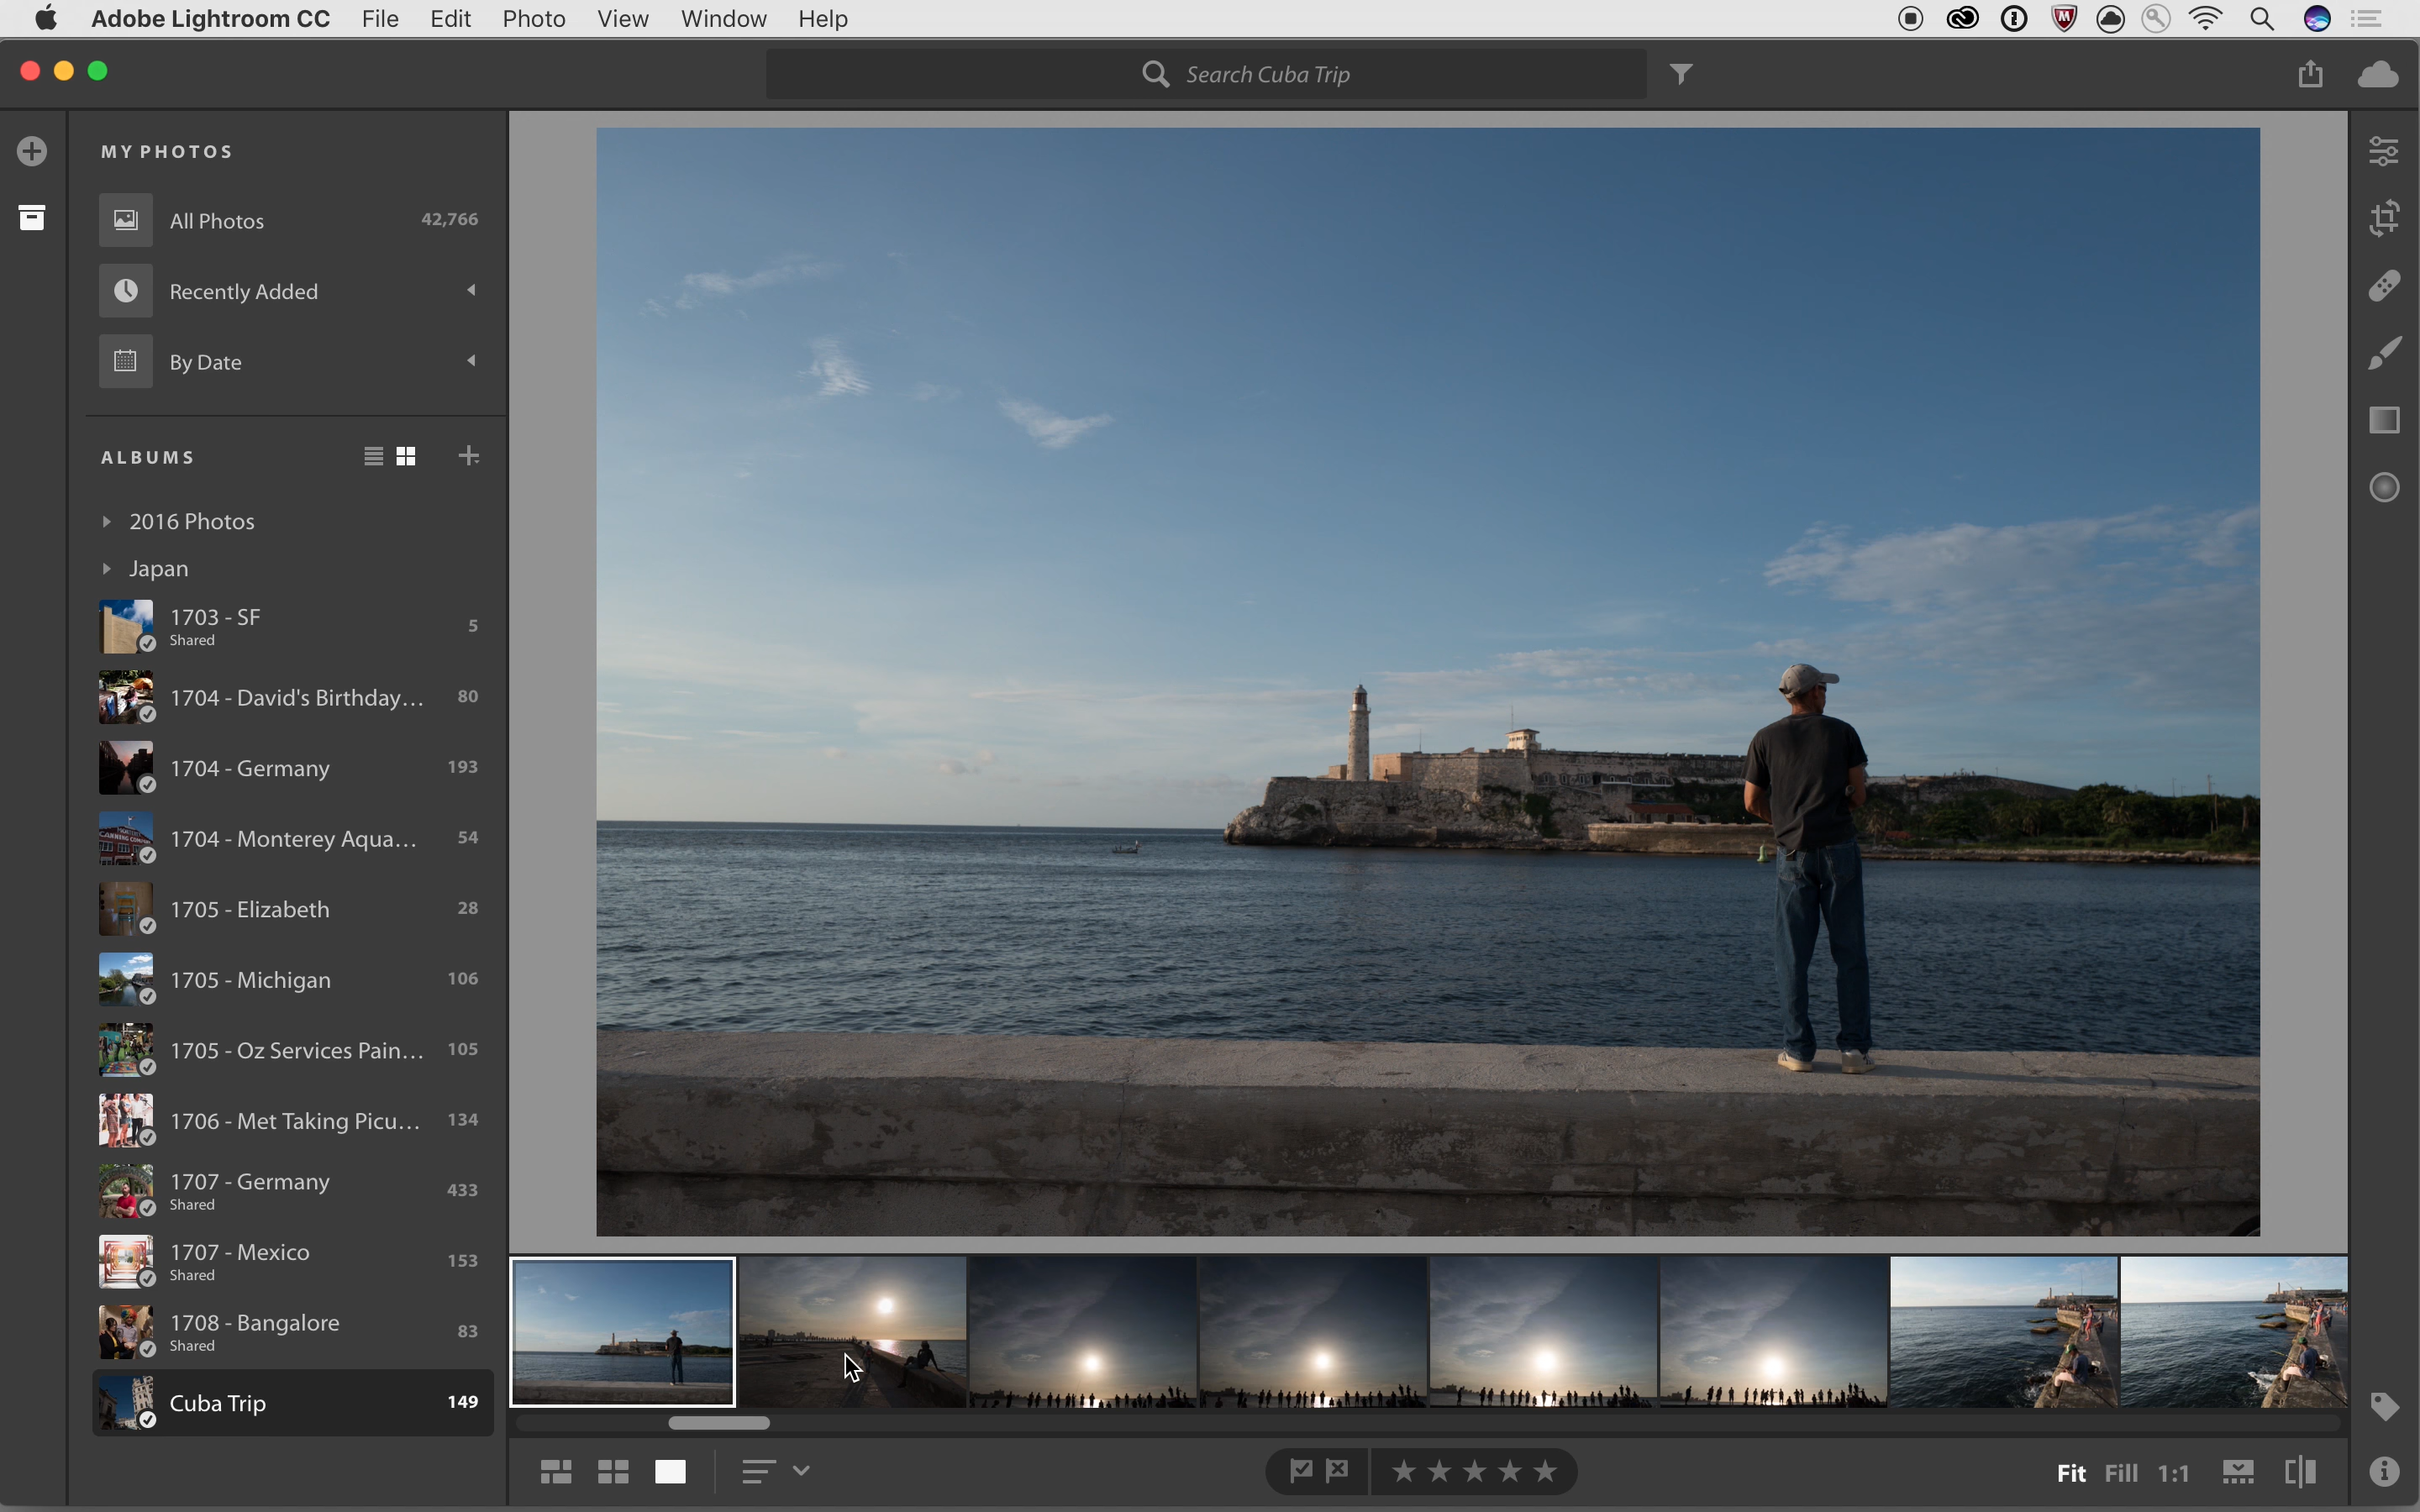 Adobe Lightroom CC File Edit Photo View Window Help
Search Cuba Trip
MY PHOTOS
All Photos 42,766
Recently Added
By Date
ALBUMS
2016 Photos
Japan
1703 - SF 5
Shared
1704 - David's Birthday... 80
1704 - Germany 193
1704 - Monterey Aqua... 54
1705 - Elizabeth 28
1705 - Michigan 106
1705 - Oz Services Pain... 105
1706 - Met Taking Picu... 134
1707 - Germany 433
Shared
1707 - Mexico 153
Shared
1708 - Bangalore 83
Shared
Cuba Trip 149
Fit Fill 1:1